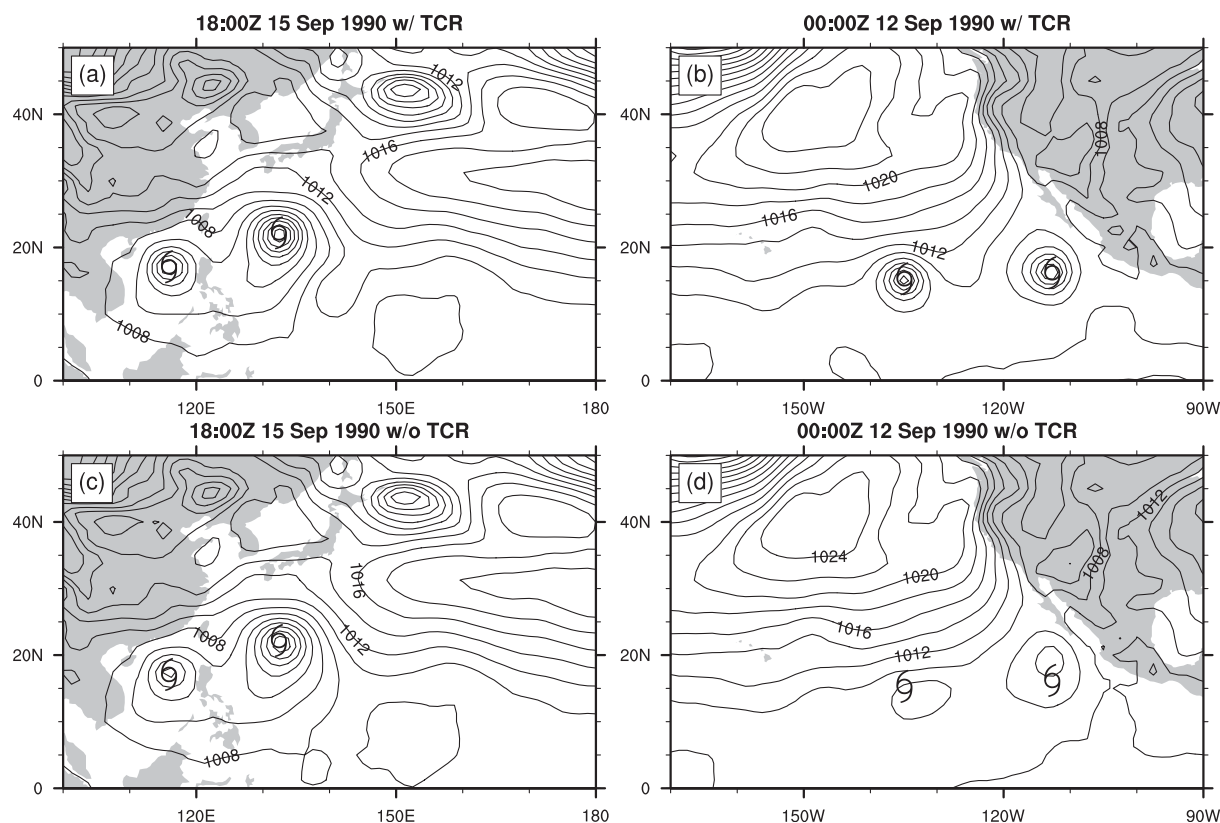 18:00Z 15 Sep 1990 w/ TCR
00:00Z 12 Sep 1990 w/ TCR
(a)
1012
1016
1012
1008
1008
40N
20N
0
120E
150E
180
(b)
1008
1020
1016
1012
40N
20N
0
150W
120W
90W
18:00Z 15 Sep 1990 w/o TCR
00:00Z 12 Sep 1990 w/o TCR
(c)
1016
1008
1012
1008
40N
20N
0
120E
150E
180
(d)
1012
1024
1008
1020
1016
1012
40N
20N
0
150W
120W
90W